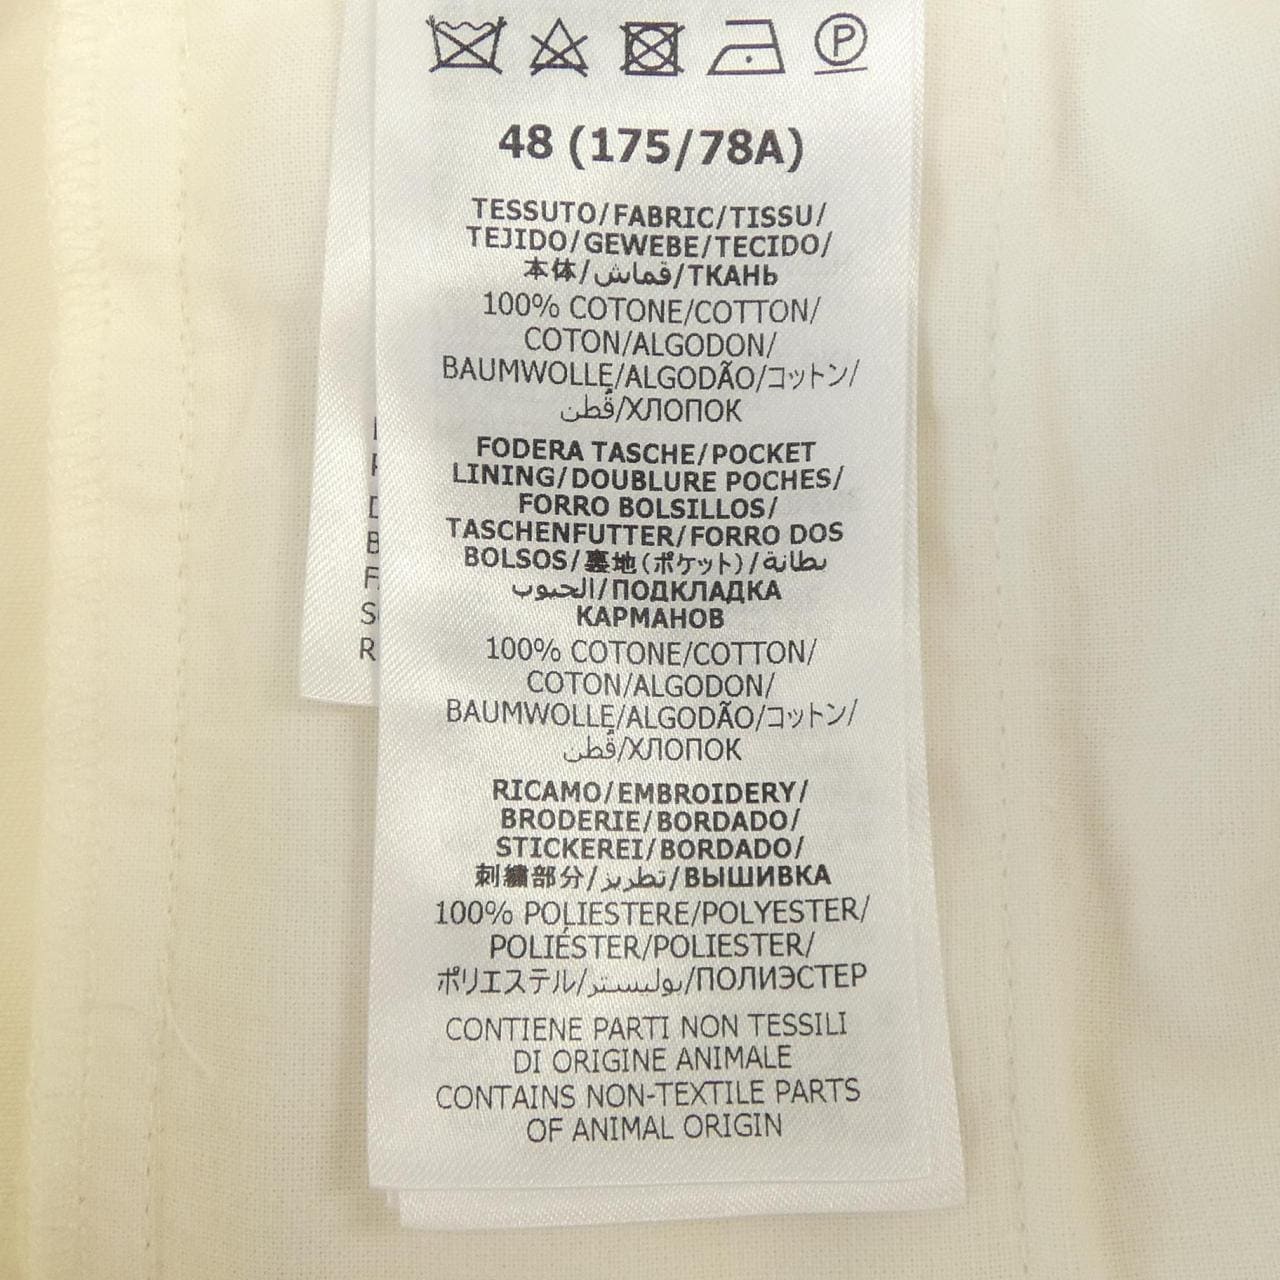 P
48 (175/78A)
TESSUTO/FABRIC/TISSU/
TEJIDO/GEWEBE/TECIDO/
本体/قماش/ТКАНЬ
100% COTONE/COTTON/
COTON/ALGODON/
BAUMWOLLE/ALGODÃO/コットン/
قُطن/ХЛОПОК
FODERA TASCHE/POCKET
LINING/DOUBLURE POCHES/
FORRO BOLSILLOS/
TASCHENFUTTER/FORRO DOS
BOLSOS/裏地(ポケット)/بطانة
الجيوب/ПОДКЛАДКА
КАРМАНОВ
100% COTONE/COTTON/
COTON/ALGODON/
BAUMWOLLE/ALGODÃO/コットン/
قُطن/ХЛОПОК
RICAMO/EMBROIDERY/
BRODERIE/BORDADO/
STICKEREI/BORDADO/
刺繍部分/تطريز/ВЫШИВКА
100% POLIESTERE/POLYESTER/
POLIÉSTER/POLIESTER/
ポリエステル/بوليستر/ПОЛИЭСТЕР
CONTIENE PARTI NON TESSILI
DI ORIGINE ANIMALE
CONTAINS NON-TEXTILE PARTS
OF ANIMAL ORIGIN